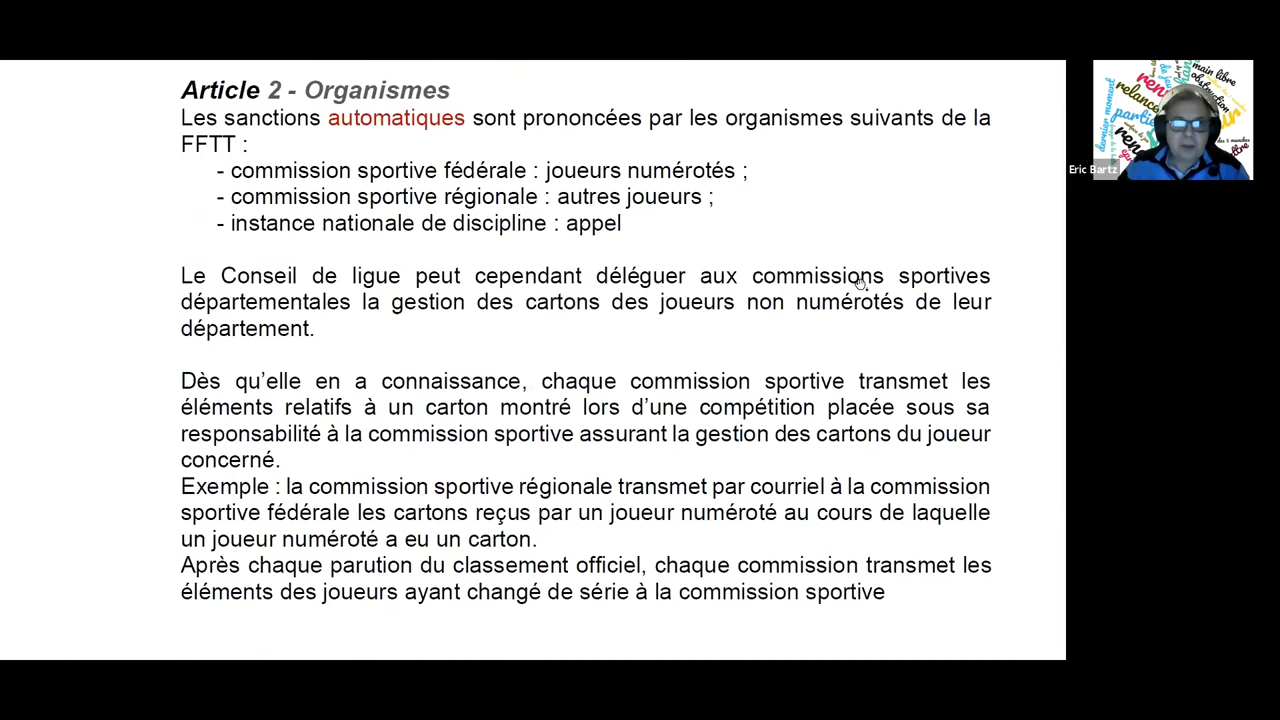 Article 2 - Organismes
Les sanctions automatiques sont prononcées par les organismes suivants de la
FFTT :
- commission spotive fédérale : joueurs numérotés ;
- commission sportive régionale : autres joueurs ;
- instance nationale de discipline : appel
Le Conseil de ligue peut cependant déléguer aux commissions sportives
départementales la gestion des cartons des joueurs non numérotés de leur
département.
Dès qu’elle en a connaissance, chaque commission sportive transmet les
éléments relatifs à un carton montré lors d’une compétition placée sous sa
responsabilité à la commission sportive assurant la gestion des cartons du joueur
concerné.
Exemple : la commission sportive régionale transmet par courriel à la commission
sportive fédérale les cartons reçus par un joueur numéroté au cours de laquelle
un joueur numéroté a eu un carton.
Après chaque parution du classement officiel, chaque commission transmet les
éléments des joueurs ayant changé de série à la commission sportive
main libre
obstruction
relance
dernier moment
Eric Bartz